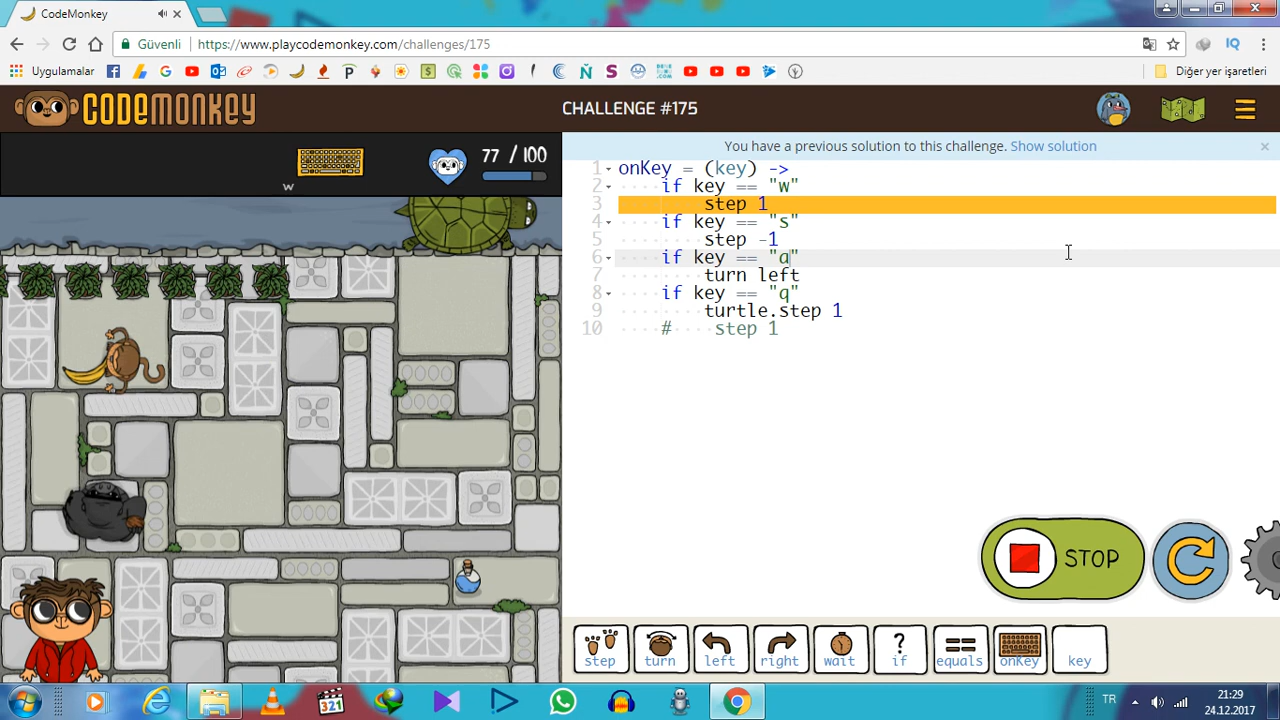 CodeMonkey
Güvenli
https://www.playcodemonkey.com/challenges/175
IQ
Uygulamalar
Diğer yer işaretleri
CODEMONKEY
CHALLENGE #175
w
77 / 100
You have a previous solution to this challenge. Show solution
1 onKey = (key) ->
2 if key == "w"
3 step 1
4 if key == "s"
5 step -1
6 if key == "a"
7 turn left
8 if key == "q"
9 turtle.step 1
10 # step 1
STOP
step
turn
left
right
wait
if
equals
onKey
key
321
TR
21:29
24.12.2017